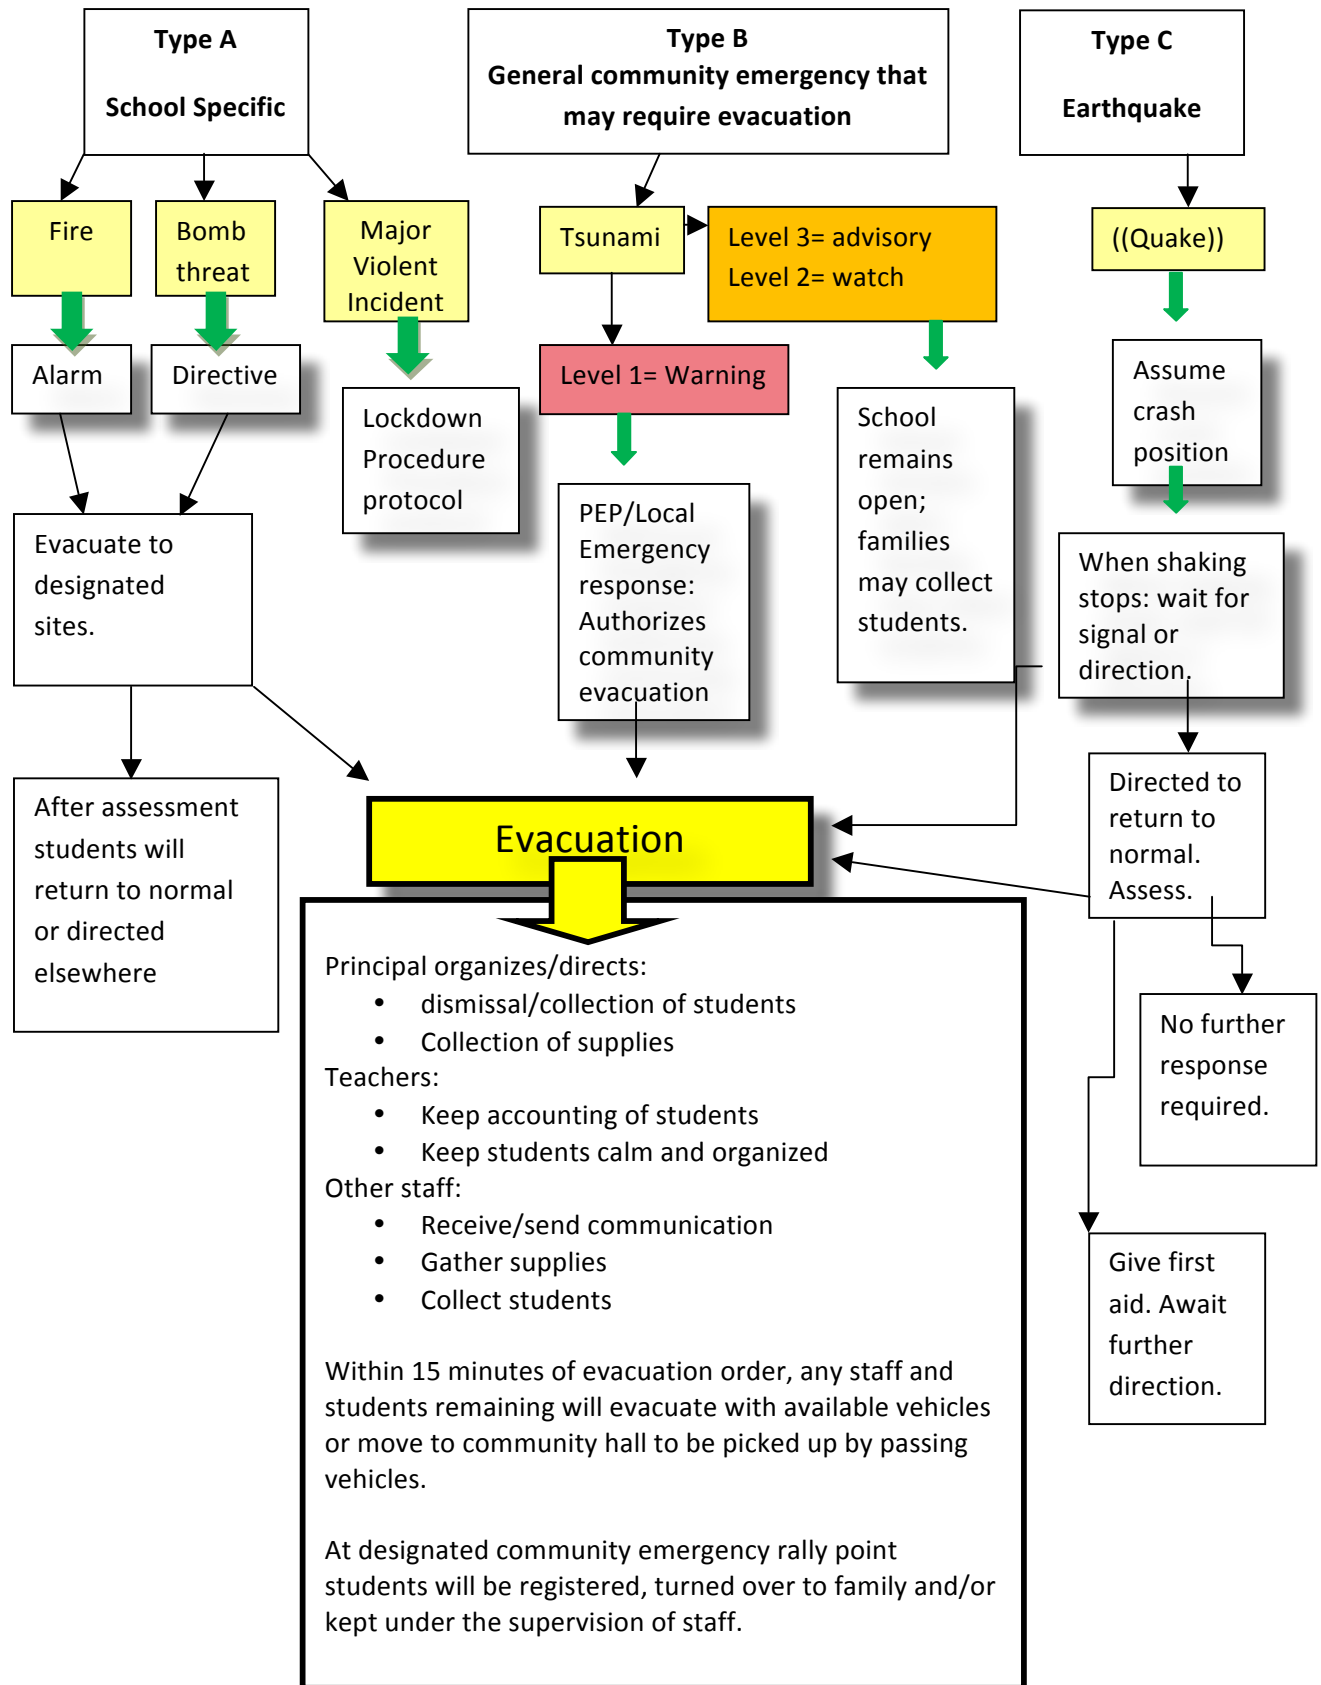 Type A
School Specific
Type B
General community emergency that
may require evacuation
Type C
Earthquake
Fire
Bomb
threat
Major
Violent
Incident
Tsunami
Level 3= advisory
Level 2= watch
((Quake))
Alarm
Directive
Lockdown
Procedure
protocol
Level 1= Warning
School
remains
open;
families
may collect
students.
Assume
crash
position
Evacuate to
designated
sites.
PEP/Local
Emergency
response:
Authorizes
community
evacuation
When shaking
stops: wait for
signal or
direction.
After assessment
students will
return to normal
or directed
elsewhere
Evacuation
Directed to
return to
normal.
Assess.
Principal organizes/directs:
• dismissal/collection of students
• Collection of supplies
Teachers:
• Keep accounting of students
• Keep students calm and organized
Other staff:
• Receive/send communication
• Gather supplies
• Collect students
Within 15 minutes of evacuation order, any staff and
students remaining will evacuate with available vehicles
or move to community hall to be picked up by passing
vehicles.
At designated community emergency rally point
students will be registered, turned over to family and/or
kept under the supervision of staff.
No further
response
required.
Give first
aid. Await
further
direction.